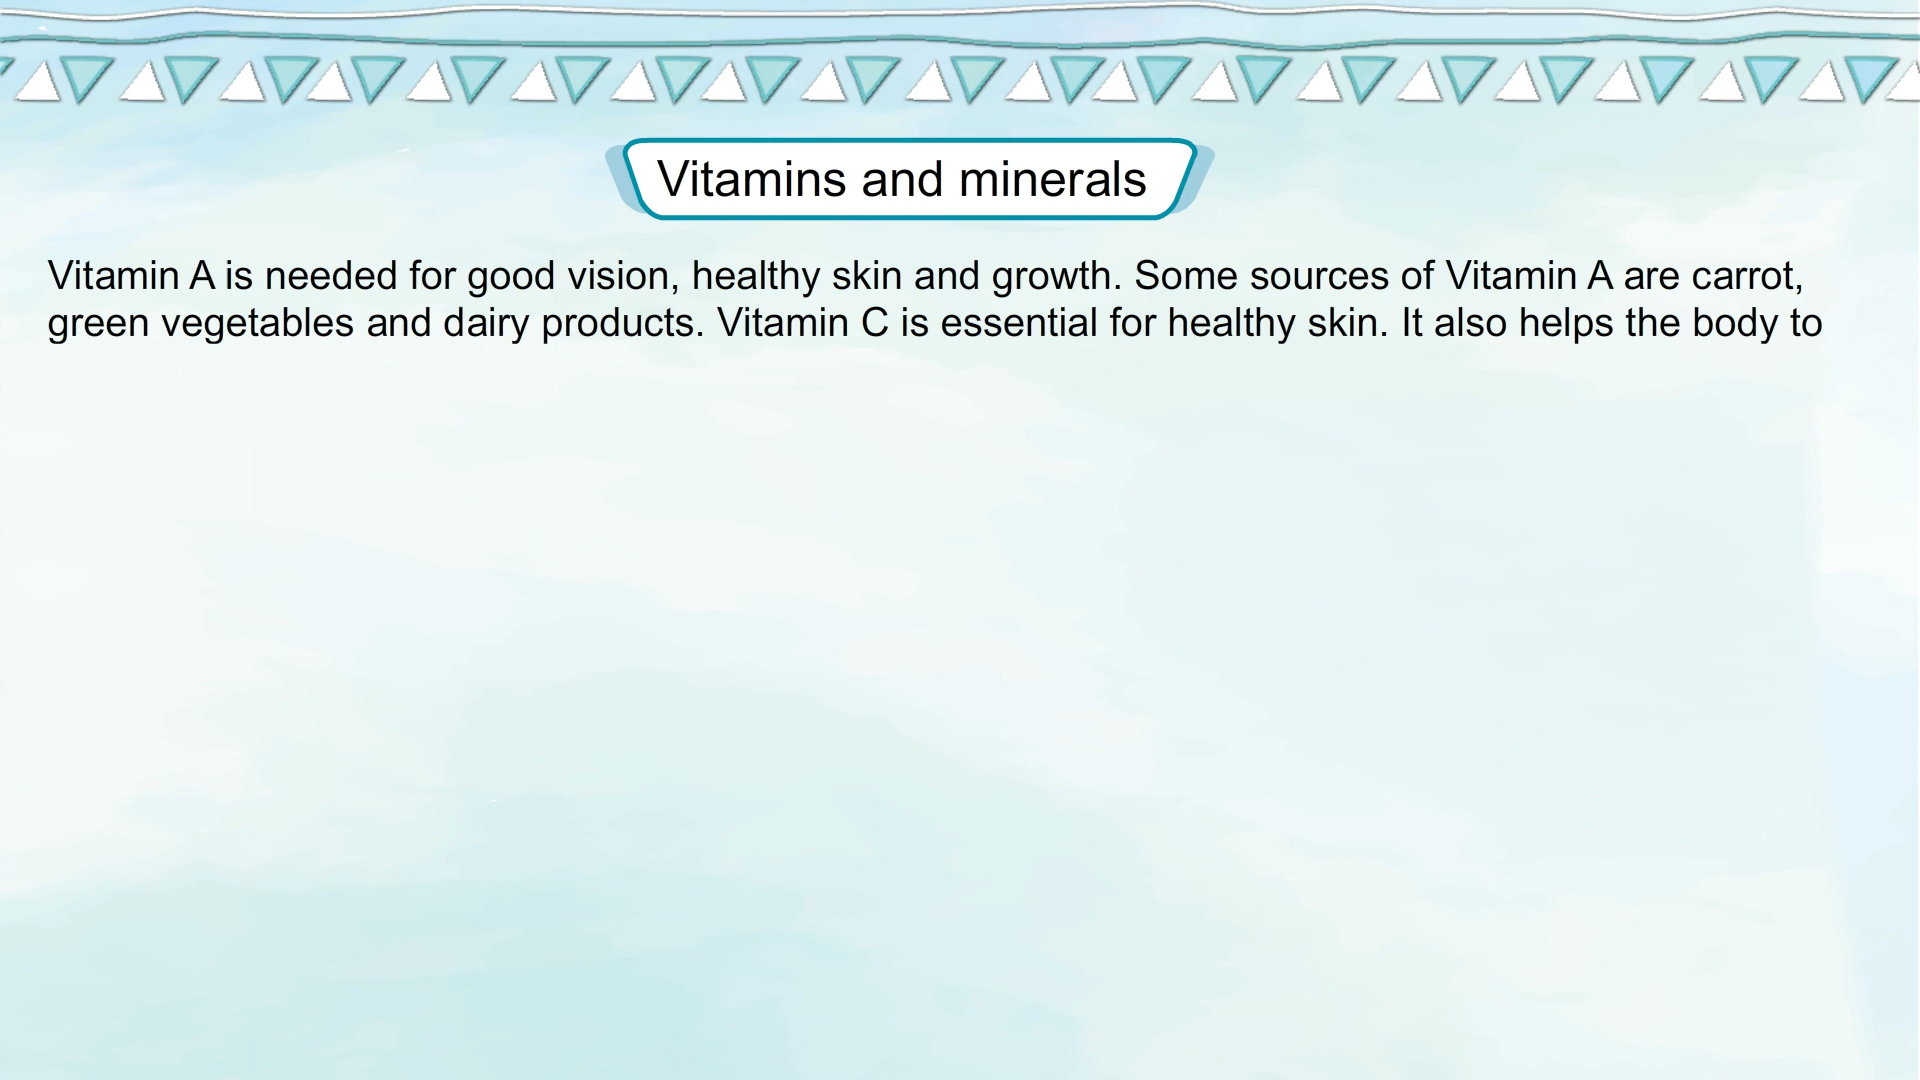 Vitamins and minerals
Vitamin A is needed for good vision, healthy skin and growth. Some sources of Vitamin A are carrot,
green vegetables and dairy products. Vitamin C is essential for healthy skin. It also helps the body to